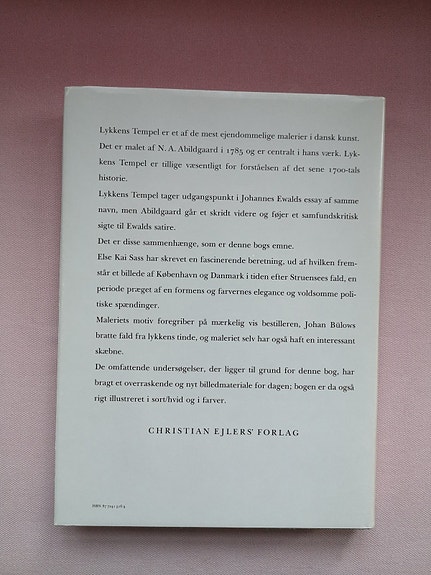 Lykkens Tempel er et af de mest ejendommelige malerier i dansk kunst.
Det er malet af N. A. Abildgaard i 1785 og er centralt i hans værk. Lyk-
kens Tempel er tillige væsentligt for forståelsen af det sene 1700-tals
historie.
Lykkens Tempel tager udgangspunkt i Johannes Ewalds essay af samme
navn, men Abildgaard går et skridt videre og føjer et samfundskritisk
sigte til Ewalds satire.
Det er disse sammenhænge, som er denne bogs emne.
Else Kai Sass har skrevet en fascinerende beretning, ud af hvilken frem-
står et billede af København og Danmark i tiden efter Struensees fald, en
periode præget af en formens og farvernes elegance og voldsomme poli-
tiske spændinger.
Maleriets motiv foregriber på mærkelig vis bestilleren, Johan Bülows
bratte fald fra lykkens tinde, og maleriet selv har også haft en interessant
skæbne.
De omfattende undersøgelser, der ligger til grund for denne bog, har
bragt et overraskende og nyt billedmateriale for dagen; bogen er da også
rigt illustreret i sort/hvid og i farver.
CHRISTIAN EJLERS' FORLAG
ISBN 87